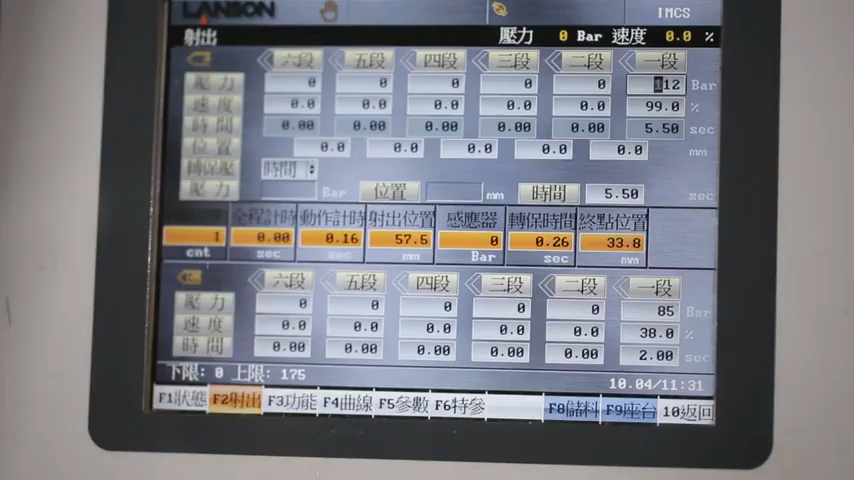 LANSON IMCS
射出 壓力 0 Bar 速度 0.0 %
六段 五段 四段 三段 二段 一段
壓力 0 0 0 0 0 112 Bar
速度 0.0 0.0 0.0 0.0 0.0 99.0 %
時間 0.00 0.00 0.00 0.00 0.00 5.50 sec
位置 0.0 0.0 0.0 0.0 0.0 mm
轉保壓 時間
壓力 Bar 位置 mm 時間 5.50 sec
全程計時 動作計時 射出位置 感應器 轉保時間 終點位置
1 0.00 0.16 57.5 0 0.26 33.8
cnt sec sec mm Bar sec mm
六段 五段 四段 三段 二段 一段
壓力 0 0 0 0 0 85 Bar
速度 0.0 0.0 0.0 0.0 0.0 38.0 %
時間 0.00 0.00 0.00 0.00 0.00 2.00 sec
下限: 0 上限: 175 10.04/11:31
F1狀態 F2射出 F3功能 F4曲線 F5參數 F6特參 F8儲料 F9座台 10返回